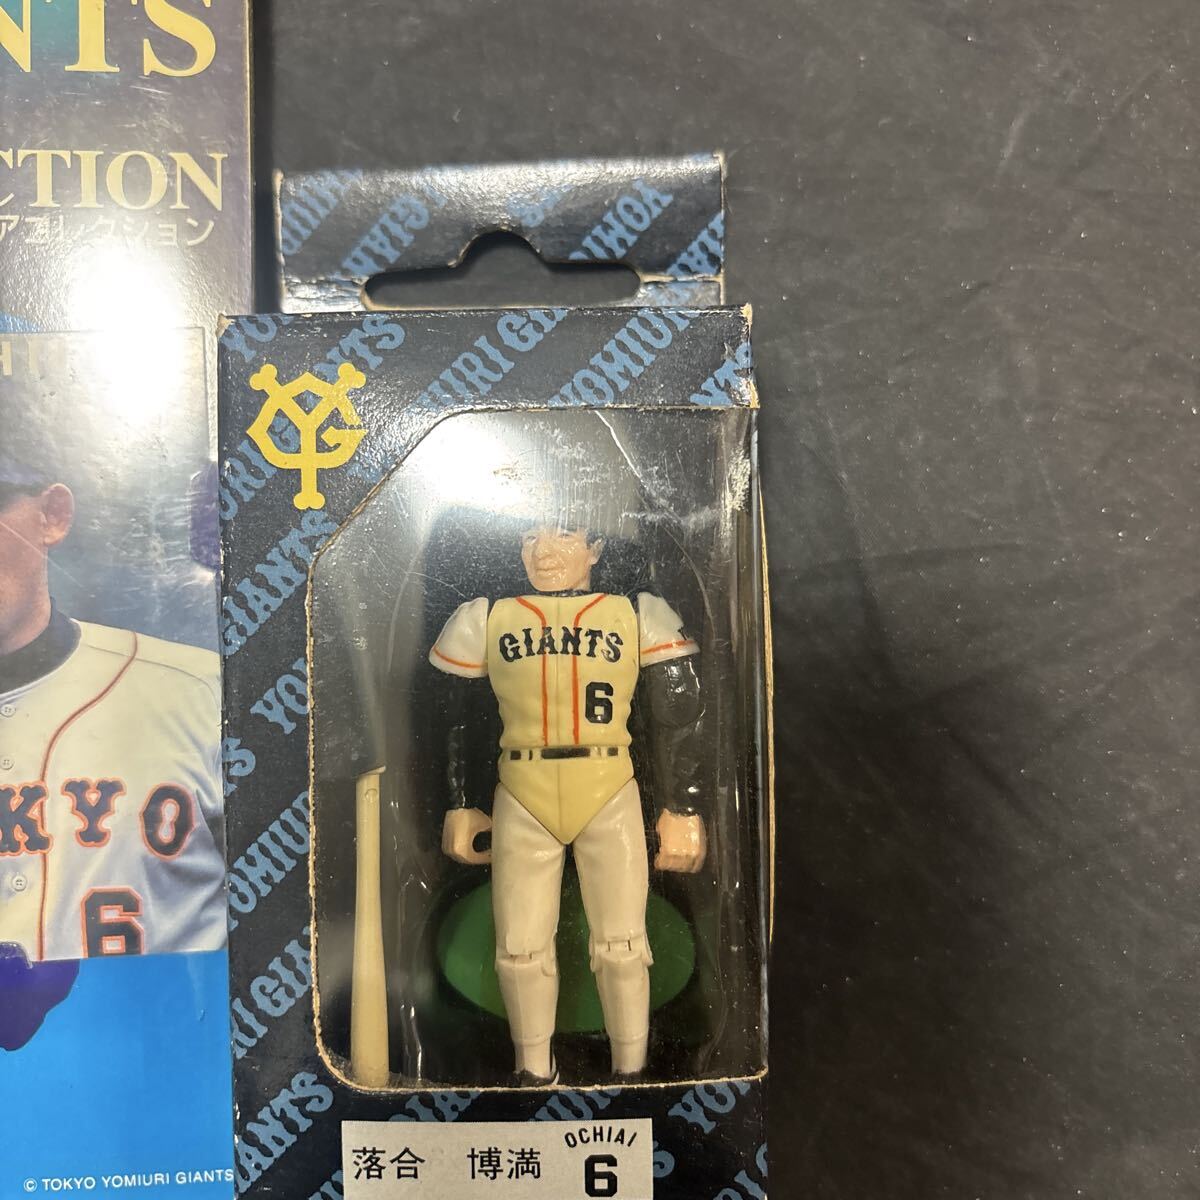 NTS
CTION
アコレクション
KYO
6
© TOKYO YOMIURI GIANTS
YOMIURI GIANTS
GIANTS
6
落合 博満
OCHIAI
6